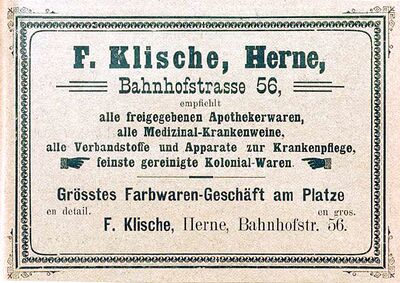 F. Klische, Herne,
Bahnhofstrasse 56,
empfiehlt
alle freigegebenen Apothekerwaren,
alle Medizinal-Krankenweine,
alle Verbandstoffe und Apparate zur Krankenpflege,
feinste gereinigte Kolonial-Waren.
Grösstes Farbwaren-Geschäft am Platze
en detail. en gros.
F. Klische, Herne, Bahnhofstr. 56.